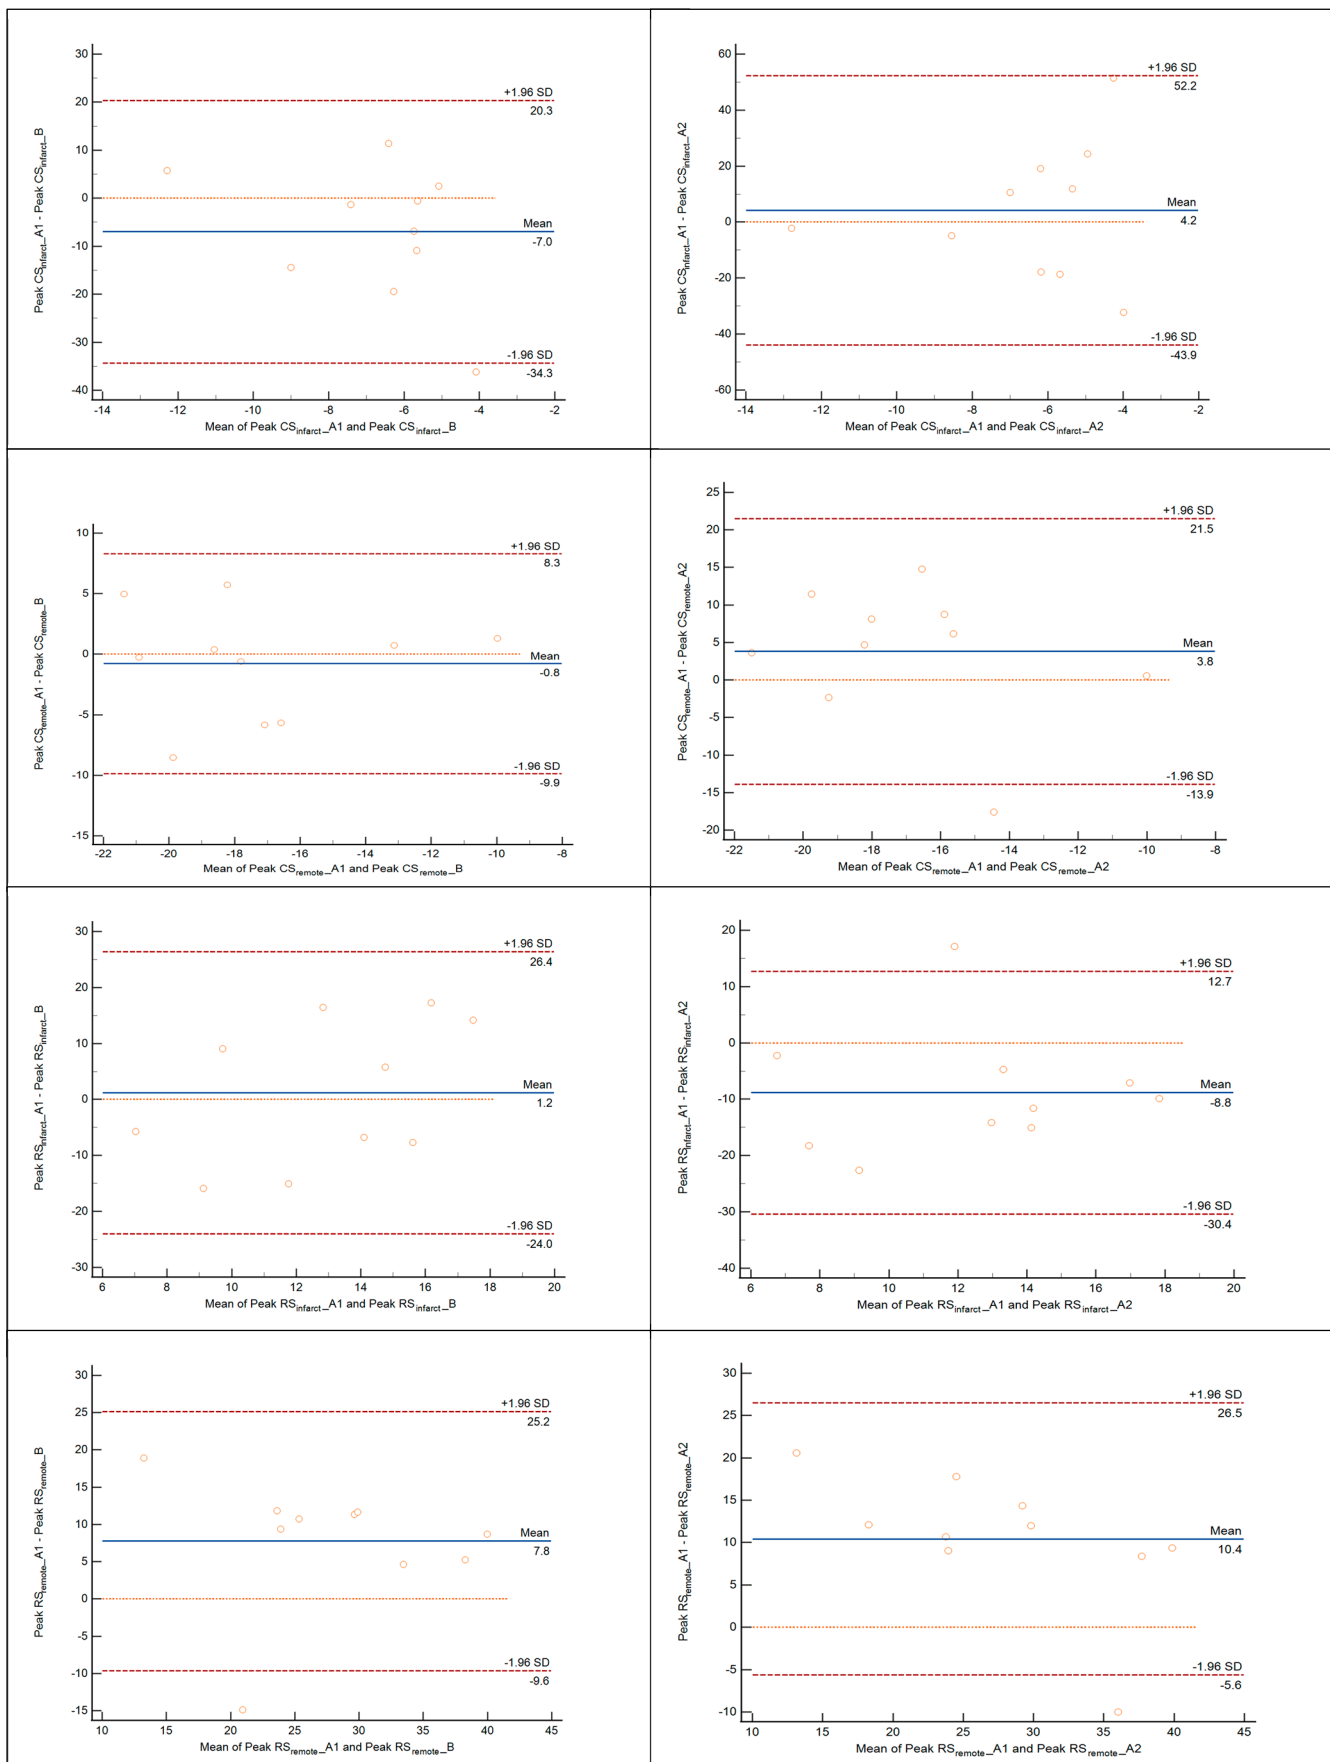 Peak CSinfarct_A1 - Peak CSinfarct_B
30
20
10
0
-10
-20
-30
-40
+1.96 SD
20.3
Mean
-7.0
-1.96 SD
-34.3
-14 -12 -10 -8 -6 -4 -2
Mean of Peak CSinfarct_A1 and Peak CSinfarct_B
Peak CSinfarct_A1 - Peak CSinfarct_A2
60
40
20
0
-20
-40
-60
+1.96 SD
52.2
Mean
4.2
-1.96 SD
-43.9
-14 -12 -10 -8 -6 -4 -2
Mean of Peak CSinfarct_A1 and Peak CSinfarct_A2
Peak CSremote_A1 - Peak CSremote_B
10
5
0
-5
-10
-15
+1.96 SD
8.3
Mean
-0.8
-1.96 SD
-9.9
-22 -20 -18 -16 -14 -12 -10 -8
Mean of Peak CSremote_A1 and Peak CSremote_B
Peak CSremote_A1 - Peak CSremote_A2
25
20
15
10
5
0
-5
-10
-15
-20
+1.96 SD
21.5
Mean
3.8
-1.96 SD
-13.9
-22 -20 -18 -16 -14 -12 -10 -8
Mean of Peak CSremote_A1 and Peak CSremote_A2
Peak RSinfarct_A1 - Peak RSinfarct_B
30
20
10
0
-10
-20
-30
+1.96 SD
26.4
Mean
1.2
-1.96 SD
-24.0
6 8 10 12 14 16 18 20
Mean of Peak RSinfarct_A1 and Peak RSinfarct_B
Peak RSinfarct_A1 - Peak RSinfarct_A2
20
10
0
-10
-20
-30
-40
+1.96 SD
12.7
Mean
-8.8
-1.96 SD
-30.4
6 8 10 12 14 16 18 20
Mean of Peak RSinfarct_A1 and Peak RSinfarct_A2
Peak RSremote_A1 - Peak RSremote_B
30
25
20
15
10
5
0
-5
-10
-15
+1.96 SD
25.2
Mean
7.8
-1.96 SD
-9.6
10 15 20 25 30 35 40 45
Mean of Peak RSremote_A1 and Peak RSremote_B
Peak RSremote_A1 - Peak RSremote_A2
30
25
20
15
10
5
0
-5
-10
+1.96 SD
26.5
Mean
10.4
-1.96 SD
-5.6
10 15 20 25 30 35 40 45
Mean of Peak RSremote_A1 and Peak RSremote_A2